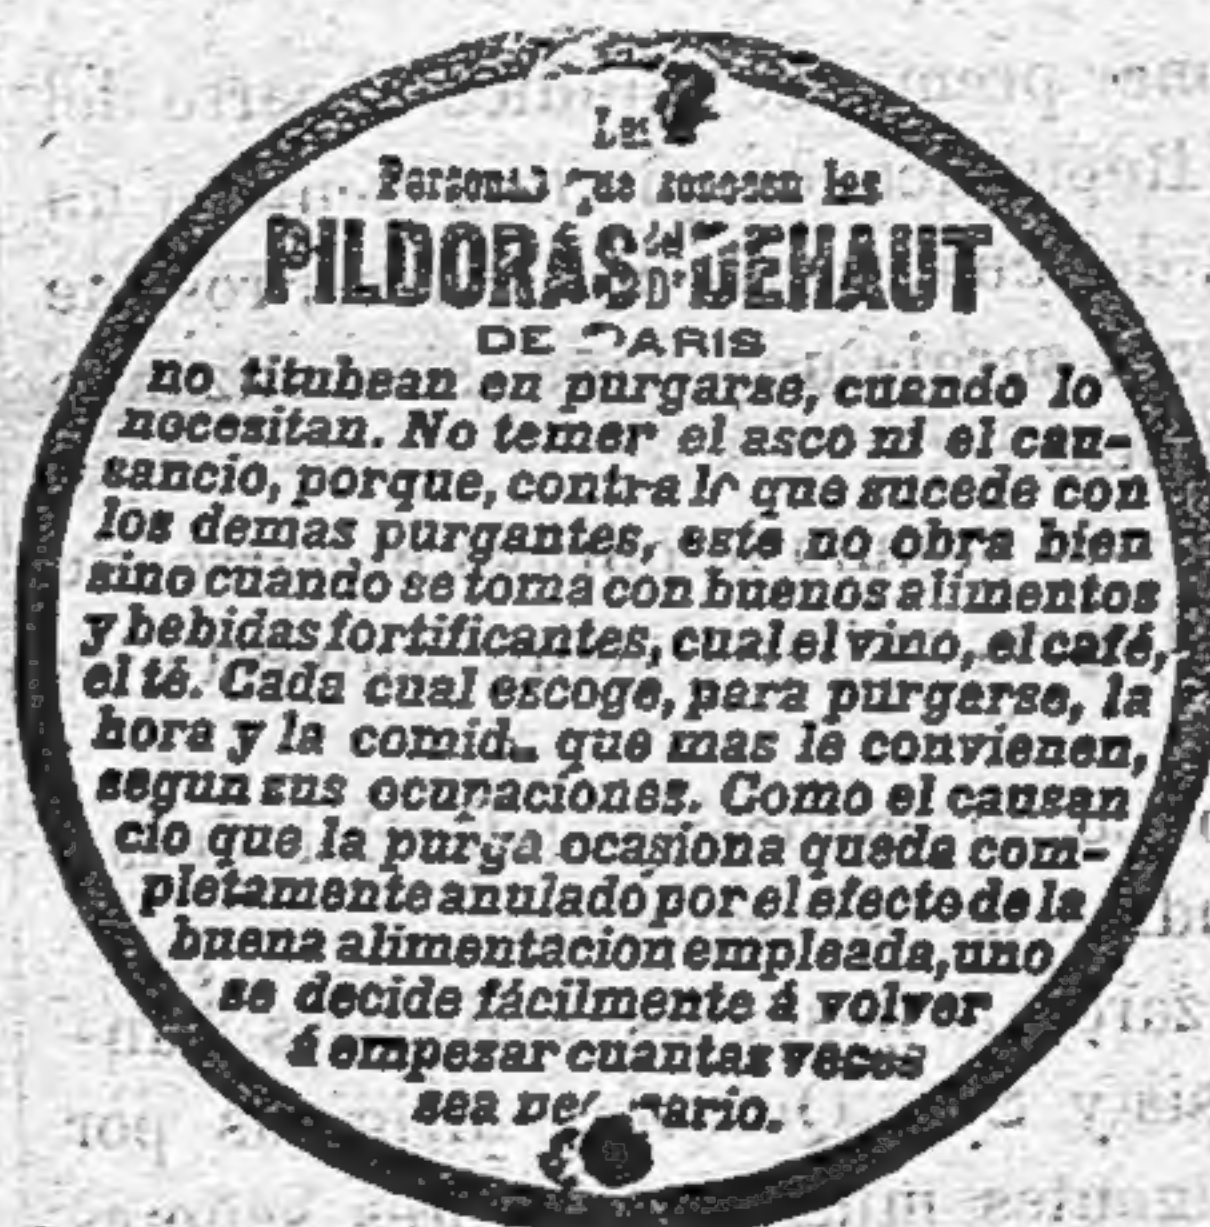 Las
Personas que conocen las
PILDORAS del Dr DEHAUT
DE PARIS
no titubean en purgarse, cuando lo
necesitan. No temen el asco ni el cau-
sancio, porque, contra lo que sucede con
los demas purgantes, este no obra bien
sino cuando se toma con buenos alimentos
y bebidas fortificantes, cual el vino, el café,
el té. Cada cual escoge, para purgarse, la
hora y la comida que mas le convienen,
segun sus ocupaciones. Como el causan
cio que la purga ocasiona queda com-
pletamente anulado por el efecto de la
buena alimentacion empleada, uno
se decide fácilmente á volver
á empezar cuantas veces
sea necesario.